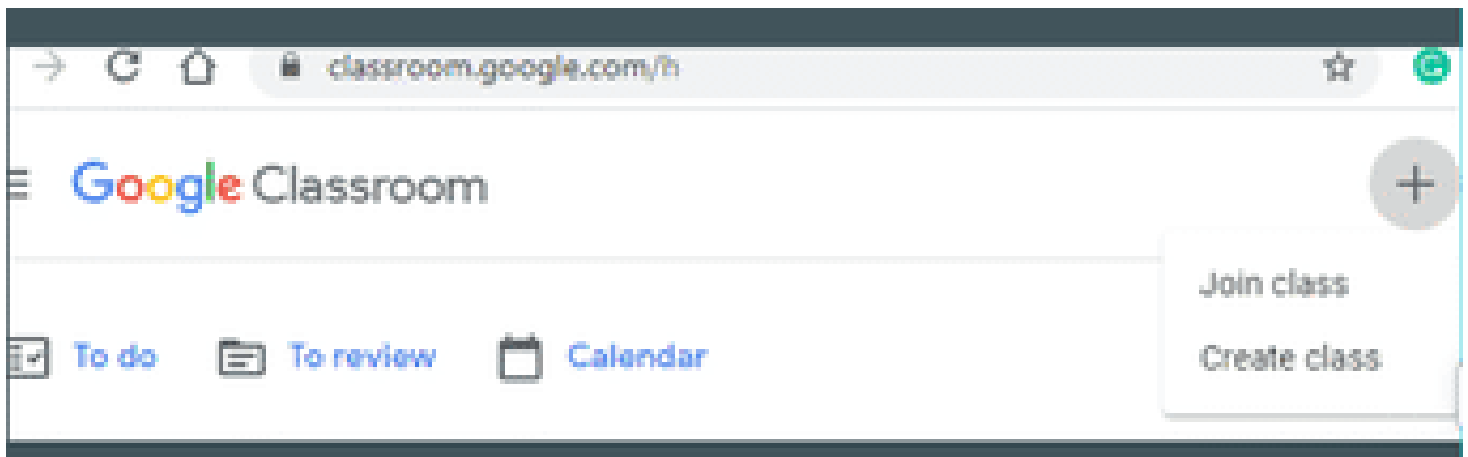 classroom.google.com/h
Google Classroom
Join class
To do To review Calendar
Create class